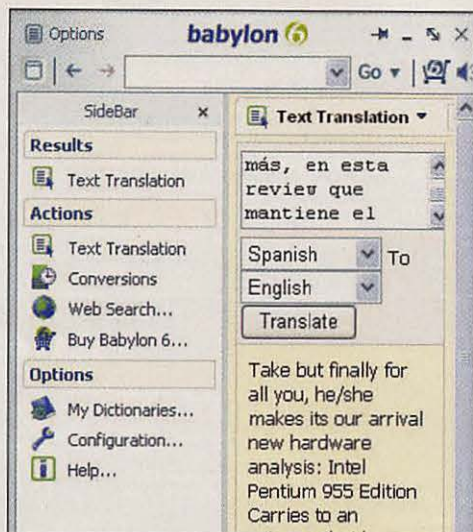 Options babylon 6
Go
SideBar
Results
Text Translation
Actions
Text Translation
Conversions
Web Search...
Buy Babylon 6...
Options
My Dictionaries...
Configuration...
Help...
Text Translation
más, en esta
review que
mantiene el
Spanish To
English
Translate
Take but finally for
all you, he/she
makes its our arrival
new hardware
analysis: Intel
Pentium 955 Edition
Carries to an